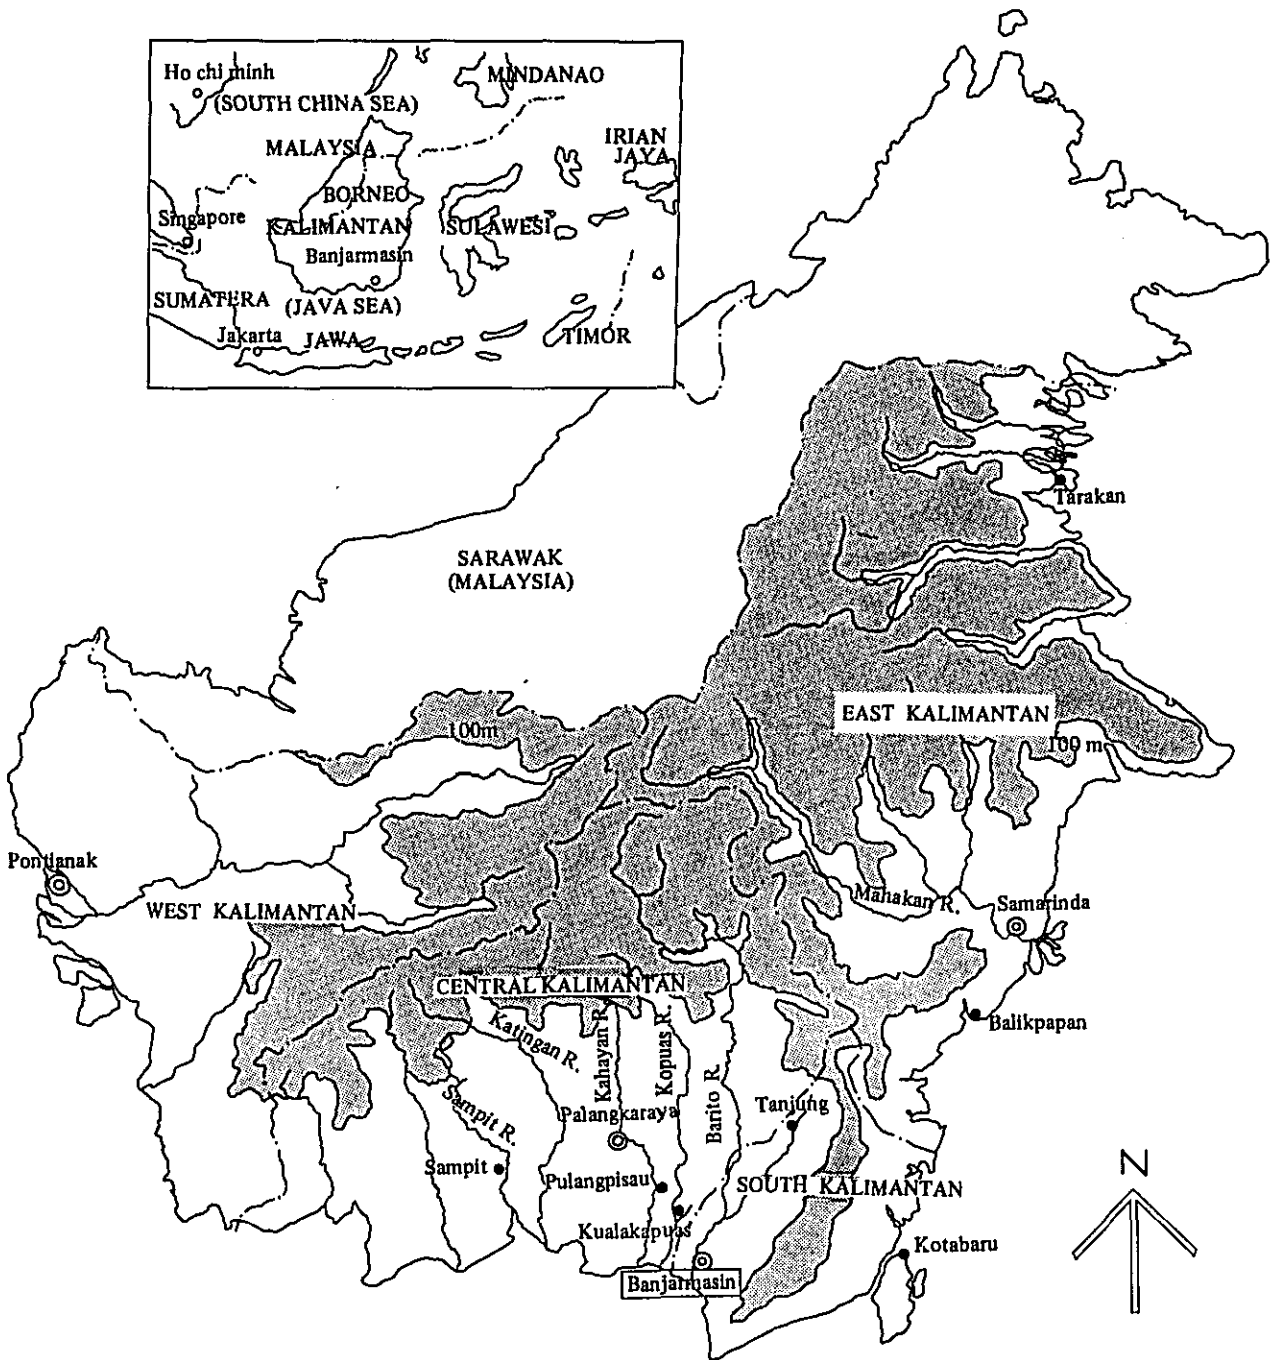 Ho chi minh
MINDANAO
(SOUTH CHINA SEA)
MALAYSIA
IRIAN
JAYA
BORNEO
Singapore
KALIMANTAN
SULAWESI
Banjarmasin
SUMATERA
(JAVA SEA)
Jakarta
JAWA
TIMOR
Tarakan
SARAWAK
(MALAYSIA)
EAST KALIMANTAN
100m
100 m
Pontianak
WEST KALIMANTAN
Mahakan R.
Samarinda
CENTRAL KALIMANTAN
Balikpapan
Katingan R.
Kahayan R.
Kopuas R.
Barito R.
Sampit R.
Palangkaraya
Tanjung
Sampit
Pulangpisau
SOUTH KALIMANTAN
Kualakapuas
Kotabaru
Banjarmasin
N